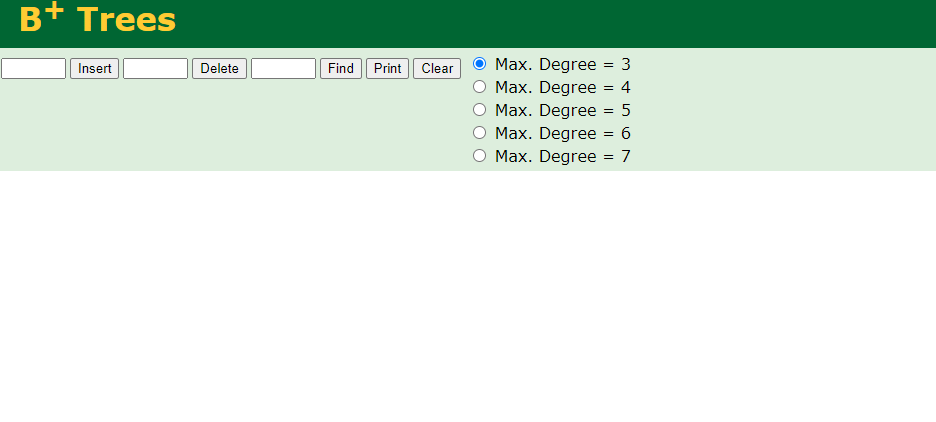 B+ Trees
Insert Delete Find Print Clear
Max. Degree = 3
Max. Degree = 4
Max. Degree = 5
Max. Degree = 6
Max. Degree = 7